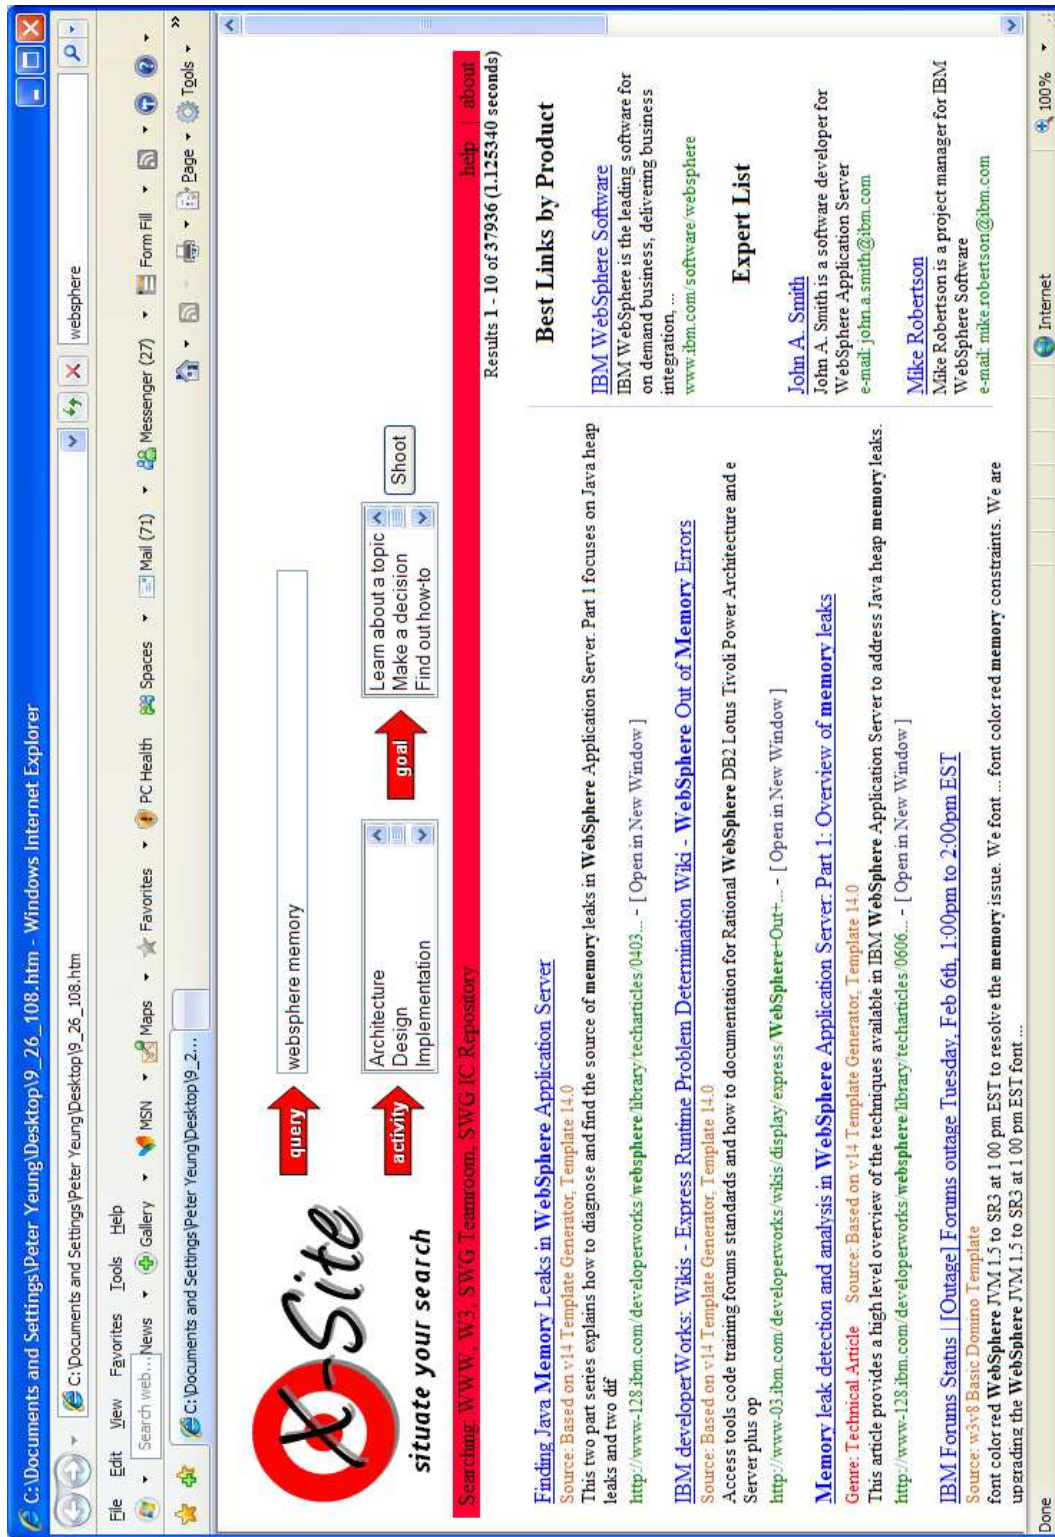 C:\Documents and Settings\Peter Yeung\Desktop\9_26_108.htm - Windows Internet Explorer
C:\Documents and Settings\Peter Yeung\Desktop\9_26_108.htm
websphere
File Edit View Favorites Tools Help
Search web... News Gallery MSN Maps Favorites PC Health Spaces Mail (71) Messenger (27) Form Fill
C:\Documents and Settings\Peter Yeung\Desktop\9_2...
Page Tools
X-Site
situate your search
query
websphere memory
activity
Architecture
Design
Implementation
goal
Learn about a topic
Make a decision
Find out how-to
Shoot
Searching: WWW, W3, SWG Teamroom, SWG IC Repository
help | about
Results 1 - 10 of 37936 (1.125340 seconds)
Finding Java Memory Leaks in WebSphere Application Server
Source: Based on v14 Template Generator, Template 14.0
This two part series explains how to diagnose and find the source of memory leaks in WebSphere Application Server. Part 1 focuses on Java heap
leaks and two dif
http://www-128.ibm.com/developerworks/websphere/library/techarticles/0403... - [ Open in New Window ]
IBM developerWorks: Wikis - Express Runtime Problem Determination Wiki - WebSphere Out of Memory Errors
Source: Based on v14 Template Generator, Template 14.0
Access tools code training forums standards and how to documentation for Rational WebSphere DB2 Lotus Tivoli Power Architecture and e
Server plus op
http://www-03.ibm.com/developerworks/wikis/display/express/WebSphere+Out+... - [ Open in New Window ]
Memory leak detection and analysis in WebSphere Application Server: Part 1: Overview of memory leaks
Genre: Technical Article Source: Based on v14 Template Generator, Template 14.0
This article provides a high level overview of the techniques available in IBM WebSphere Application Server to address Java heap memory leaks.
http://www-128.ibm.com/developerworks/websphere/library/techarticles/0606... - [ Open in New Window ]
IBM Forums Status | [Outage] Forums outage Tuesday, Feb 6th, 1:00pm to 2:00pm EST
Source: w3v8 Basic Domino Template
font color red WebSphere JVM 1.5 to SR3 at 1 00 pm EST to resolve the memory issue. We font ... font color red memory constraints. We are
upgrading the WebSphere JVM 1.5 to SR3 at 1 00 pm EST font ...
Best Links by Product
IBM WebSphere Software
IBM WebSphere is the leading software for
on demand business, delivering business
integration, ...
www.ibm.com/software/websphere
Expert List
John A. Smith
John A. Smith is a software developer for
WebSphere Application Server
e-mail: john.a.smith@ibm.com
Mike Robertson
Mike Robertson is a project manager for IBM
WebSphere Software
e-mail: mike.robertson@ibm.com
Done
Internet
100%